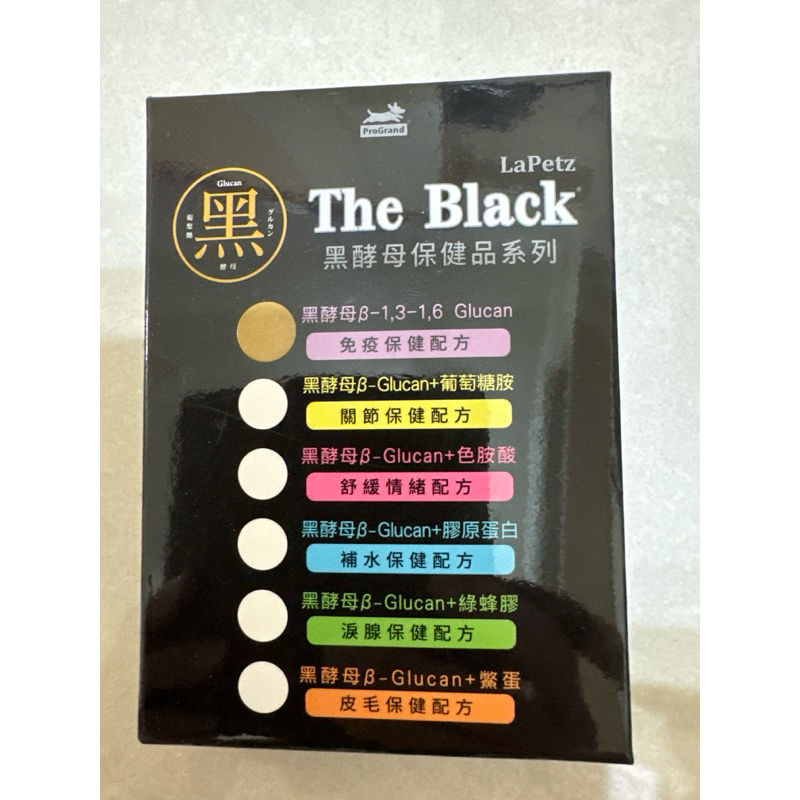 ProGrand
LaPetz
The Black
Glucan
黑
葡聚醣
グルカン
酵母
黑酵母保健品系列
黑酵母β-1,3-1,6 Glucan
免疫保健配方
黑酵母β-Glucan+葡萄糖胺
關節保健配方
黑酵母β-Glucan+色胺酸
舒緩情緒配方
黑酵母β-Glucan+膠原蛋白
補水保健配方
黑酵母β-Glucan+綠蜂膠
淚腺保健配方
黑酵母β-Glucan+鱉蛋
皮毛保健配方